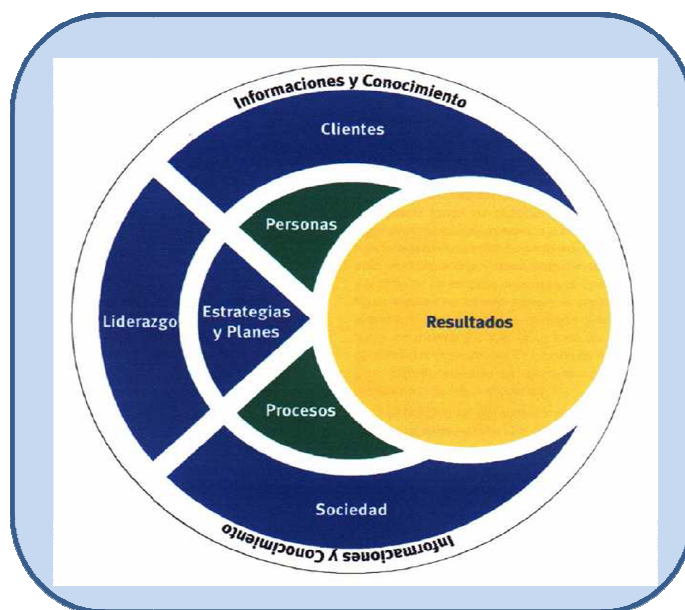 Informaciones y Conocimiento
Clientes
Personas
Liderazgo
Estrategias
y Planes
Resultados
Procesos
Sociedad
Informaciones y Conocimiento